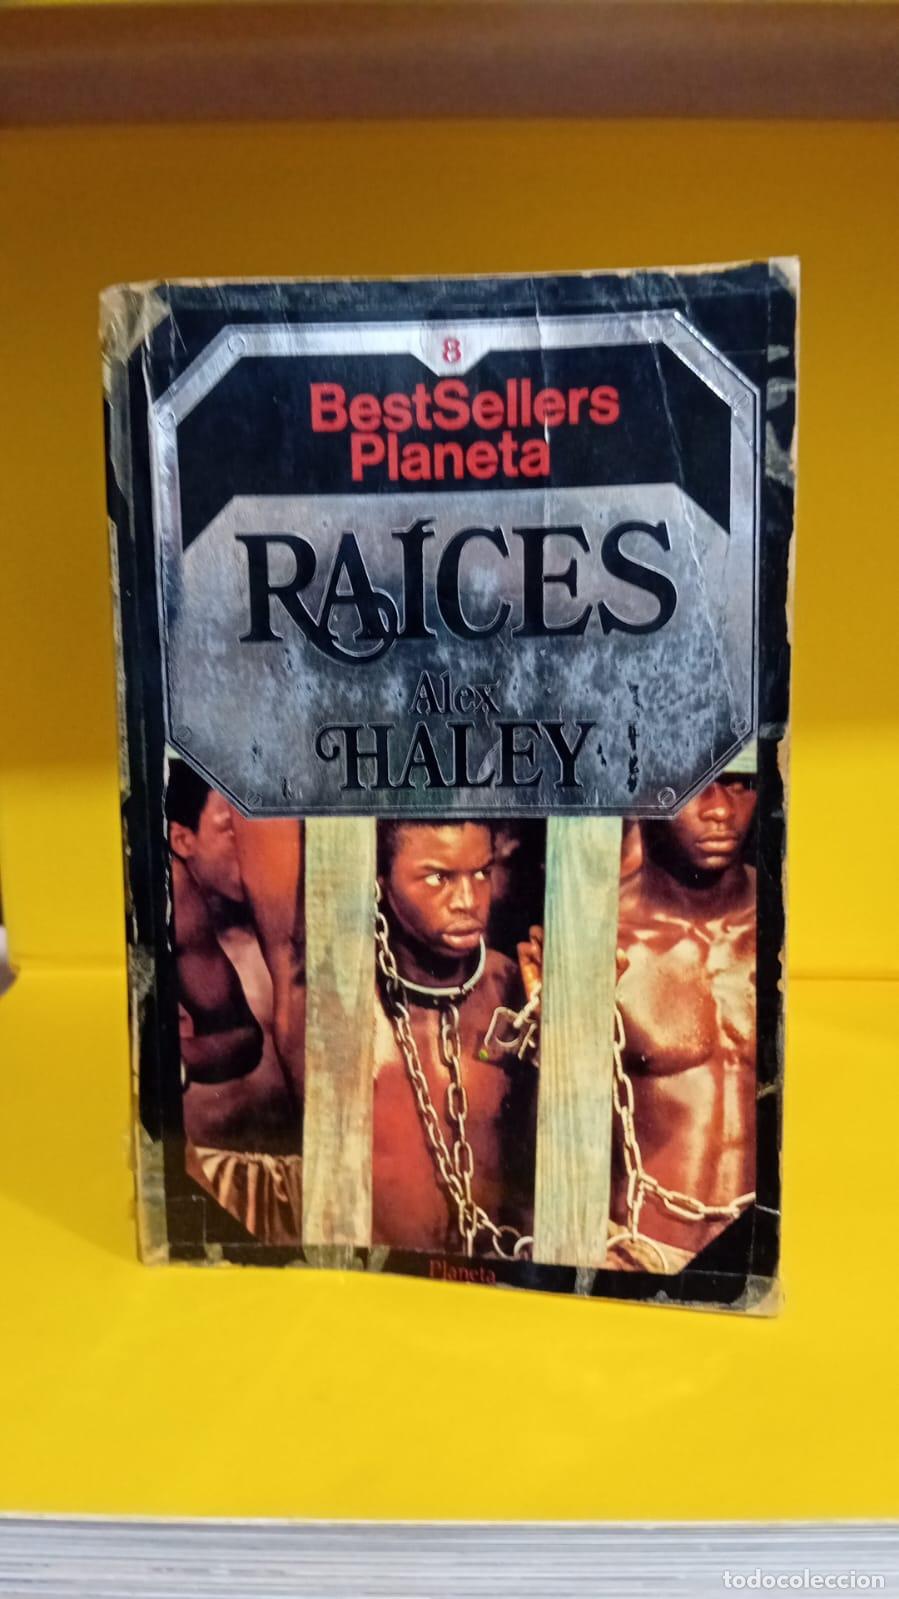 8
BestSellers
Planeta
RAÍCES
Alex
HALEY
Planeta
todocoleccion